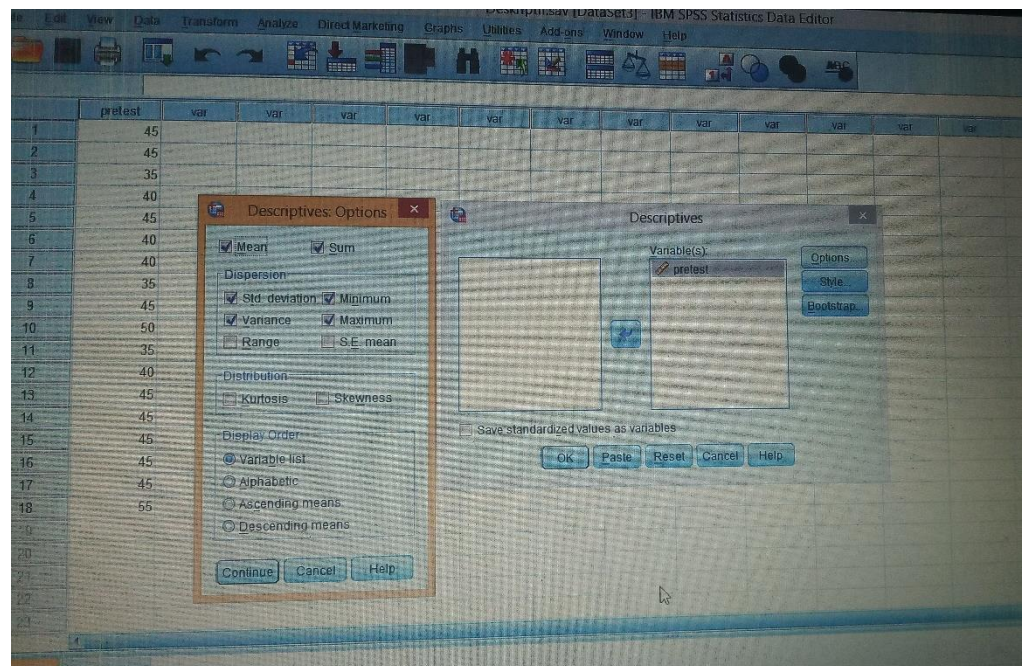 Edit View Data Transform Analyze Direct Marketing Graphs Utilities Add-ons Window Help
[DataSet3] - IBM SPSS Statistics Data Editor
pretest var var var var var var var var var var var var
1 45
2 45
3 35
4 40
5 45
6 40
7 40
8 35
9 45
10 50
11 35
12 40
13 45
14 45
15 45
16 45
17 45
18 55
20
21
22
23
Descriptives: Options
Mean Sum
Dispersion
Std. deviation Minimum
Variance Maximum
Range S.E. mean
Distribution
Kurtosis Skewness
Display Order
Variable list
Alphabetic
Ascending means
Descending means
Continue Cancel Help
Descriptives
Variable(s):
pretest
Options
Style...
Bootstrap...
Save standardized values as variables
OK Paste Reset Cancel Help